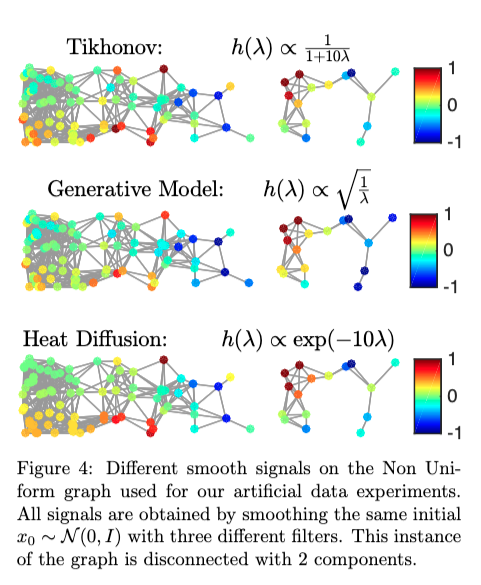 Tikhonov: h(λ) ∝ 1/(1+10λ)
1
0
-1
Generative Model: h(λ) ∝ √(1/λ)
1
0
-1
Heat Diffusion: h(λ) ∝ exp(−10λ)
1
0
-1
Figure 4: Different smooth signals on the Non Uni-
form graph used for our artificial data experiments.
All signals are obtained by smoothing the same initial
x₀ ∼ 𝒩(0, I) with three different filters. This instance
of the graph is disconnected with 2 components.